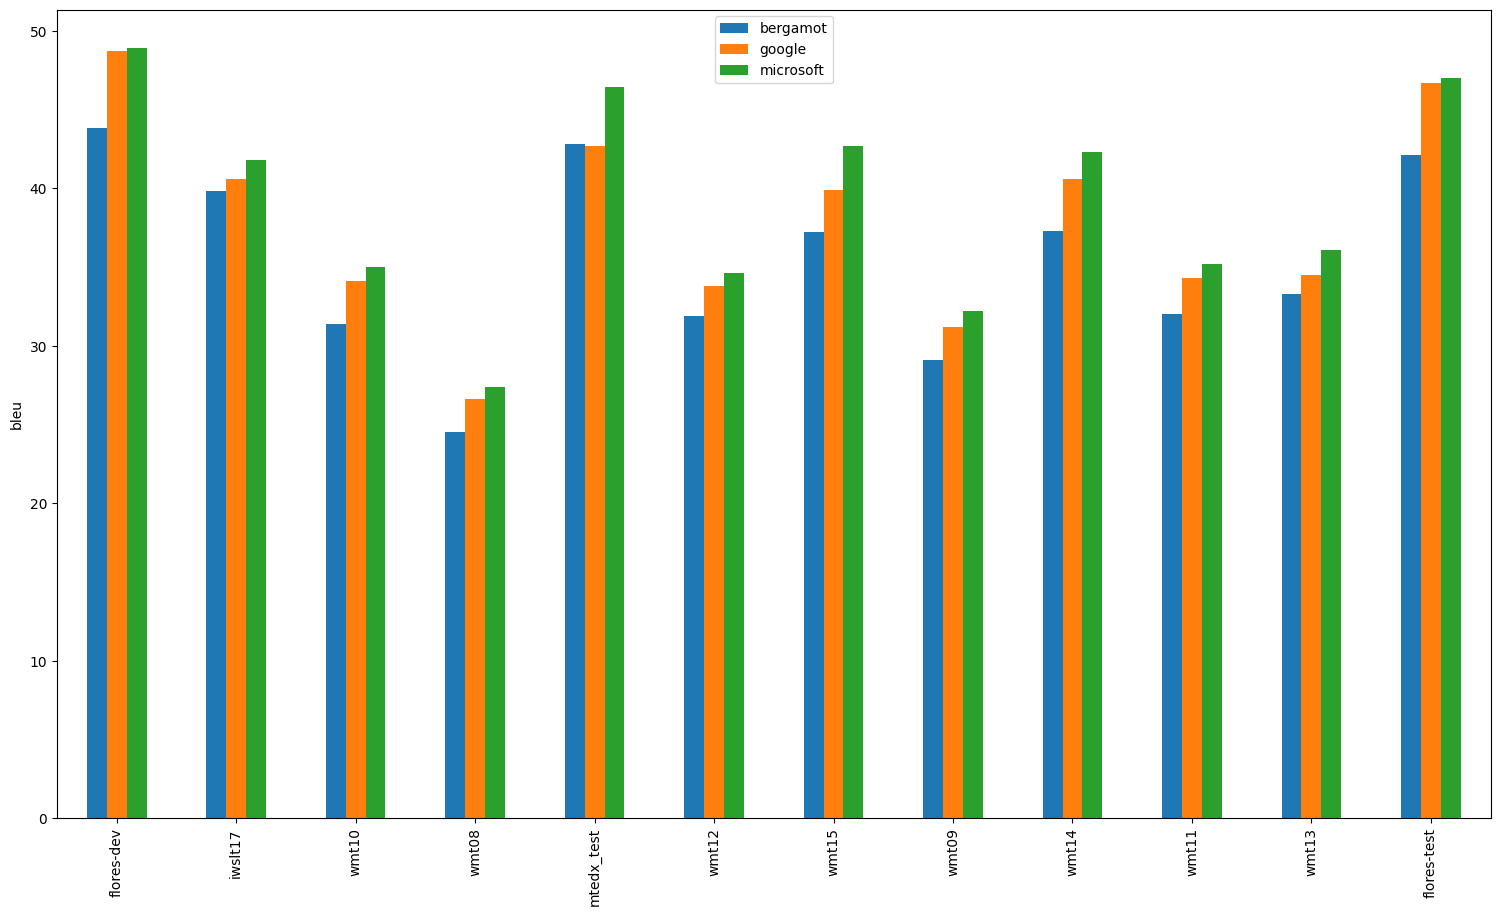 bergamot
google
microsoft
50
40
30
20
10
0
bleu
flores-dev
iwslt17
wmt10
wmt08
mtedx_test
wmt12
wmt15
wmt09
wmt14
wmt11
wmt13
flores-test